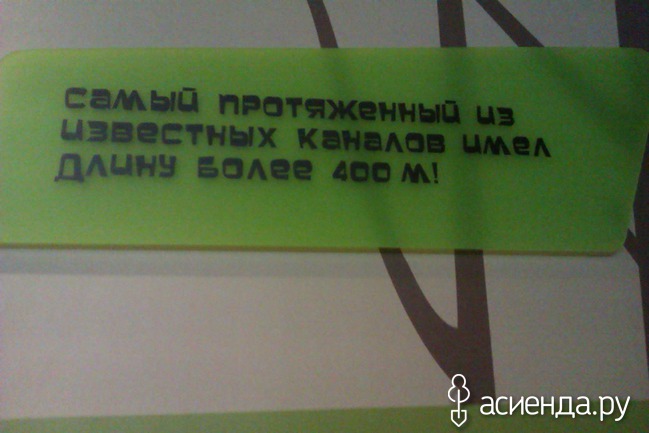 Самый протяженный из
известных каналов имел
длину более 400 м!
асиенда.ру